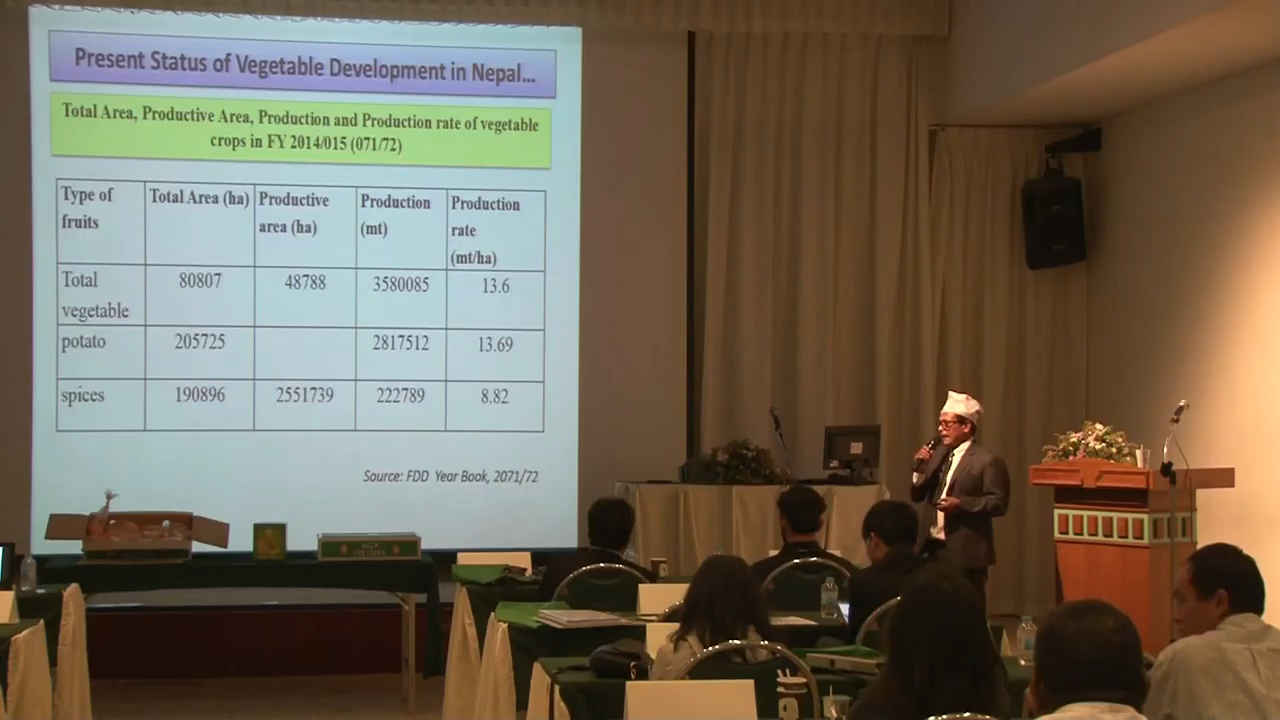 Present Status of Vegetable Development in Nepal...
Total Area, Productive Area, Production and Production rate of vegetable
crops in FY 2014/015 (071/72)
Type of fruits Total Area (ha) Productive area (ha) Production (mt) Production rate (mt/ha)
Total vegetable 80807 48788 3580085 13.6
potato 205725 2817512 13.69
spices 190896 2551739 222789 8.82
Source: FDD Year Book, 2071/72